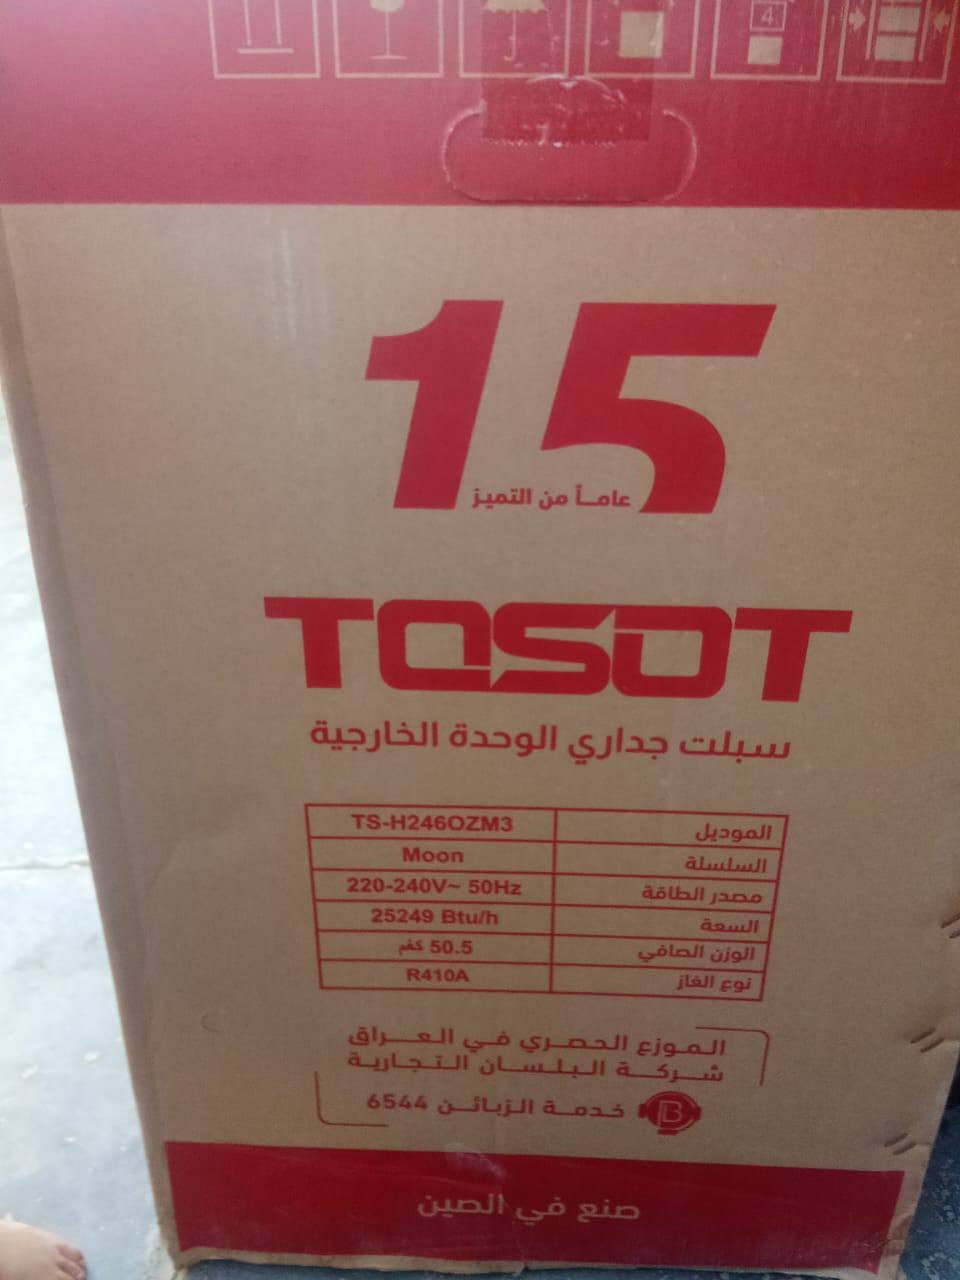 4
15
عاماً من التميز
TOSOT
سبلت جداري الوحدة الخارجية
الموديل TS-H246OZM3
السلسلة Moon
مصدر الطاقة 220-240V~ 50Hz
السعة 25249 Btu/h
الوزن الصافي 50.5 كغم
نوع الغاز R410A
الموزع الحصري في العراق
شركة البلسان التجارية
خدمة الزبائن 6544
صنع في الصين